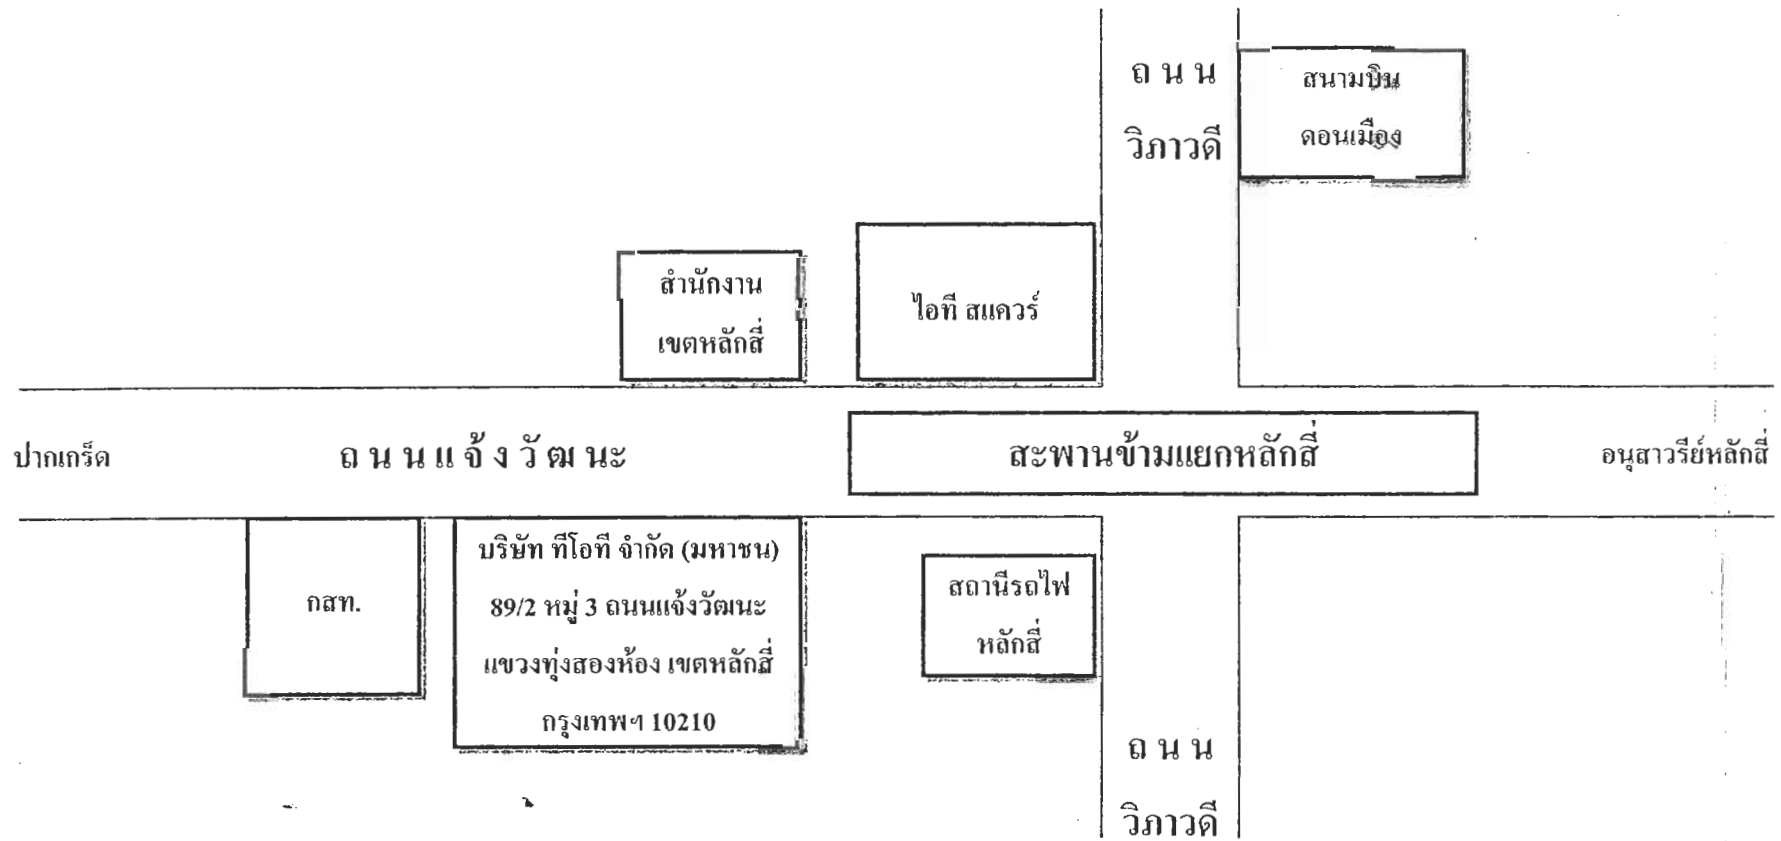 ถนน
วิภาวดี
สนามบิน
ดอนเมือง
สำนักงาน
เขตหลักสี่
ไอที สแควร์
ปากเกร็ด
ถนนแจ้งวัฒนะ
สะพานข้ามแยกหลักสี่
อนุสาวรีย์หลักสี่
กสท.
บริษัท ทีโอที จำกัด (มหาชน)
89/2 หมู่ 3 ถนนแจ้งวัฒนะ
แขวงทุ่งสองห้อง เขตหลักสี่
กรุงเทพฯ 10210
สถานีรถไฟ
หลักสี่
ถนน
วิภาวดี